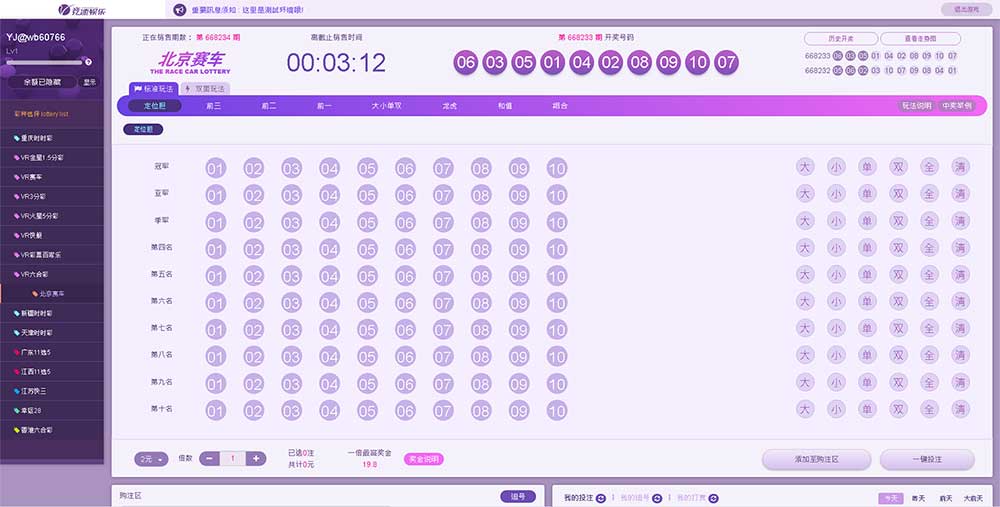 竞速娱乐
重要讯息须知 : 这里是测试环境哦!
退出游戏
YJ@wb60766
Lv1
?
余额已隐藏 显示
彩种选择 lottery list
重庆时时彩
VR金星1.5分彩
VR赛车
VR3分彩
VR火星5分彩
VR快艇
VR彩票百家乐
VR六合彩
北京赛车
新疆时时彩
天津时时彩
广东11选5
江西11选5
江苏快三
幸运28
香港六合彩
正在销售期数 : 第 668234 期
离截止销售时间
第 668233 期 开奖号码
历史开奖 查看走势图
北京赛车
THE RACE CAR LOTTERY
00:03:12
06 03 05 01 04 02 08 09 10 07
668233 06 03 05 01 04 02 08 09 10 07
668232 05 06 02 03 10 07 09 08 04 01
标准玩法 双面玩法
定位胆 前三 前二 前一 大小单双 龙虎 和值 组合 玩法说明 中奖举例
定位胆
冠军 01 02 03 04 05 06 07 08 09 10 大 小 单 双 全 清
亚军 01 02 03 04 05 06 07 08 09 10 大 小 单 双 全 清
季军 01 02 03 04 05 06 07 08 09 10 大 小 单 双 全 清
第四名 01 02 03 04 05 06 07 08 09 10 大 小 单 双 全 清
第五名 01 02 03 04 05 06 07 08 09 10 大 小 单 双 全 清
第六名 01 02 03 04 05 06 07 08 09 10 大 小 单 双 全 清
第七名 01 02 03 04 05 06 07 08 09 10 大 小 单 双 全 清
第八名 01 02 03 04 05 06 07 08 09 10 大 小 单 双 全 清
第九名 01 02 03 04 05 06 07 08 09 10 大 小 单 双 全 清
第十名 01 02 03 04 05 06 07 08 09 10 大 小 单 双 全 清
2元 倍数 − 1 +
已选0注
共计0元
一倍最高奖金
19.8
奖金说明
添加至购注区 一键投注
购注区 追号
我的投注 | 我的追号 | 我的打赏
今天 昨天 前天 大前天